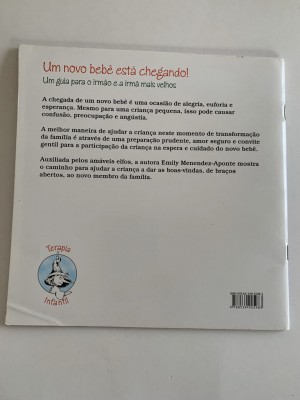 Um novo bebê está chegando!
Um guia para o irmão e a irmã mais velhos
A chegada de um novo bebê é uma ocasião de alegria, euforia e
esperança. Mesmo para uma criança pequena, isso pode causar
confusão, preocupação e angústia.
A melhor maneira de ajudar a criança neste momento de transformação
da família é através de uma preparação prudente, amor seguro e convite
gentil para a participação da criança na espera e cuidado do novo bebê.
Auxiliada pelos amáveis elfos, a autora Emily Menendez-Aponte mostra
o caminho para ajudar a criança a dar as boas-vindas, de braços
abertos, ao novo membro da família.
Terapia
Infantil